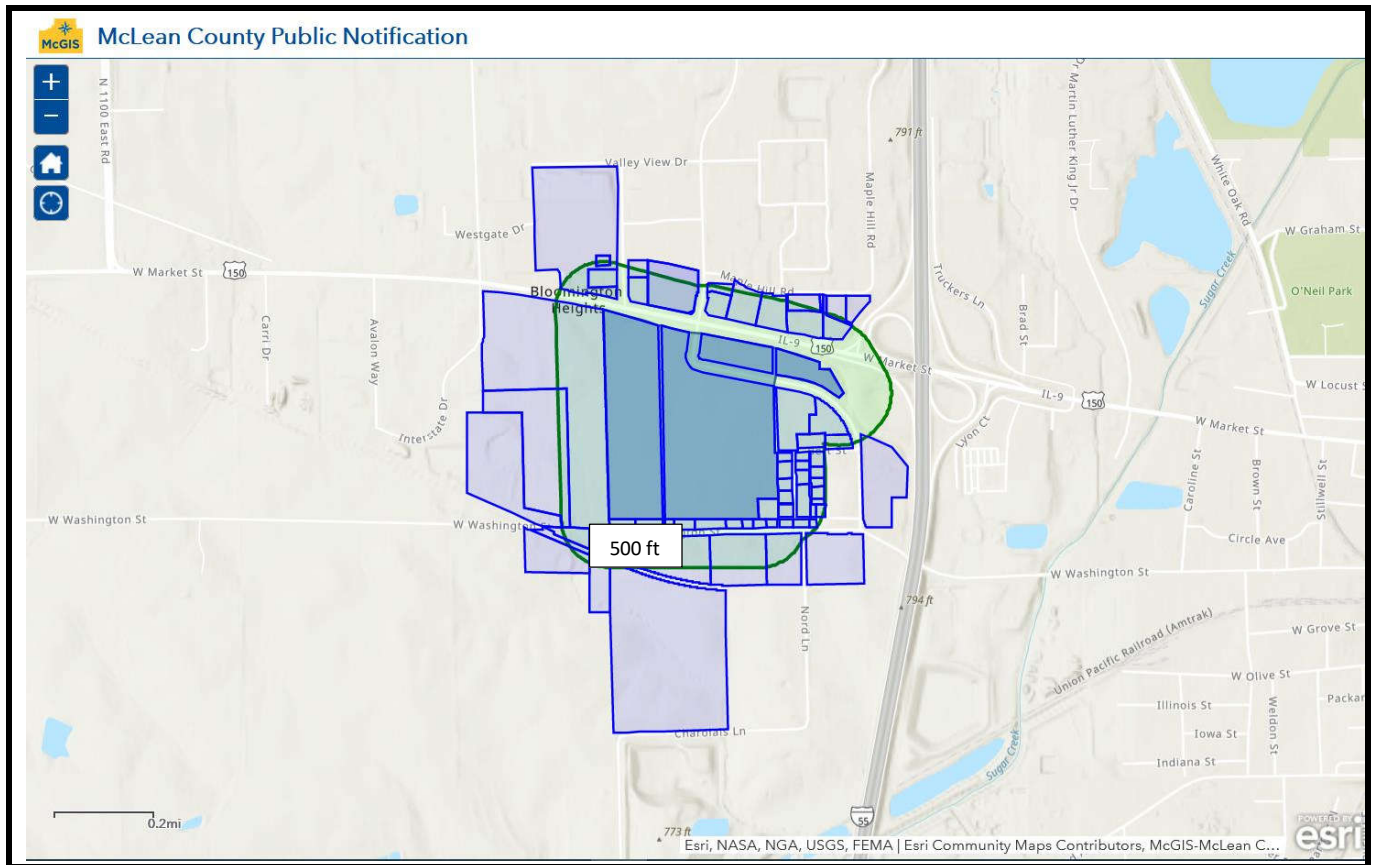 McGIS
McLean County Public Notification
+
−
N 1100 East Rd
791 ft
r Martin Luther King Jr Dr
White Oak Rd
Valley View Dr
Maple Hill Rd
W Graham St
Westgate Dr
W Market St
150
Truckers Ln
Sugar Creek
O'Neil Park
Bloomington
Heights
Maple Hill Rd
Carri Dr
Avalon Way
Brad St
IL-9
150
W Market St
W Locust
Interstate Dr
IL-9
150
W Market St
Lyon Ct
Caroline St
Brown St
Stillwell St
W Washington St
W Washington
500 ft
Circle Ave
W Washington St
794 ft
Nord Ln
Union Pacific Railroad (Amtrak)
W Grove St
W Olive St
Illinois St
Weldon St
Packar
Charolais Ln
Iowa St
Sugar Creek
Indiana St
0.2mi
55
773 ft
POWERED BY
esri
Esri, NASA, NGA, USGS, FEMA | Esri Community Maps Contributors, McGIS-McLean C...